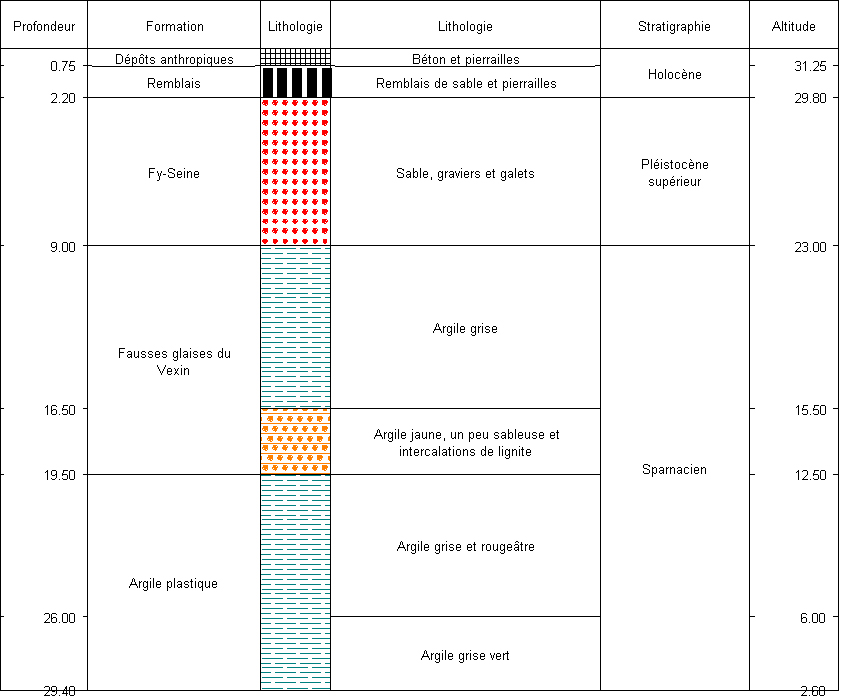 Profondeur Formation Lithologie Lithologie Stratigraphie Altitude
Dépôts anthropiques Béton et pierrailles
0.75 31.25
Holocène
Remblais Remblais de sable et pierrailles
2.20 29.80
Pléistocène
Fy-Seine Sable, graviers et galets
supérieur
9.00 23.00
Argile grise
Fausses glaises du
Vexin
16.50 15.50
Argile jaune, un peu sableuse et
intercalations de lignite
Sparnacien
19.50 12.50
Argile grise et rougeâtre
Argile plastique
26.00 6.00
Argile grise vert
29.40 2.60